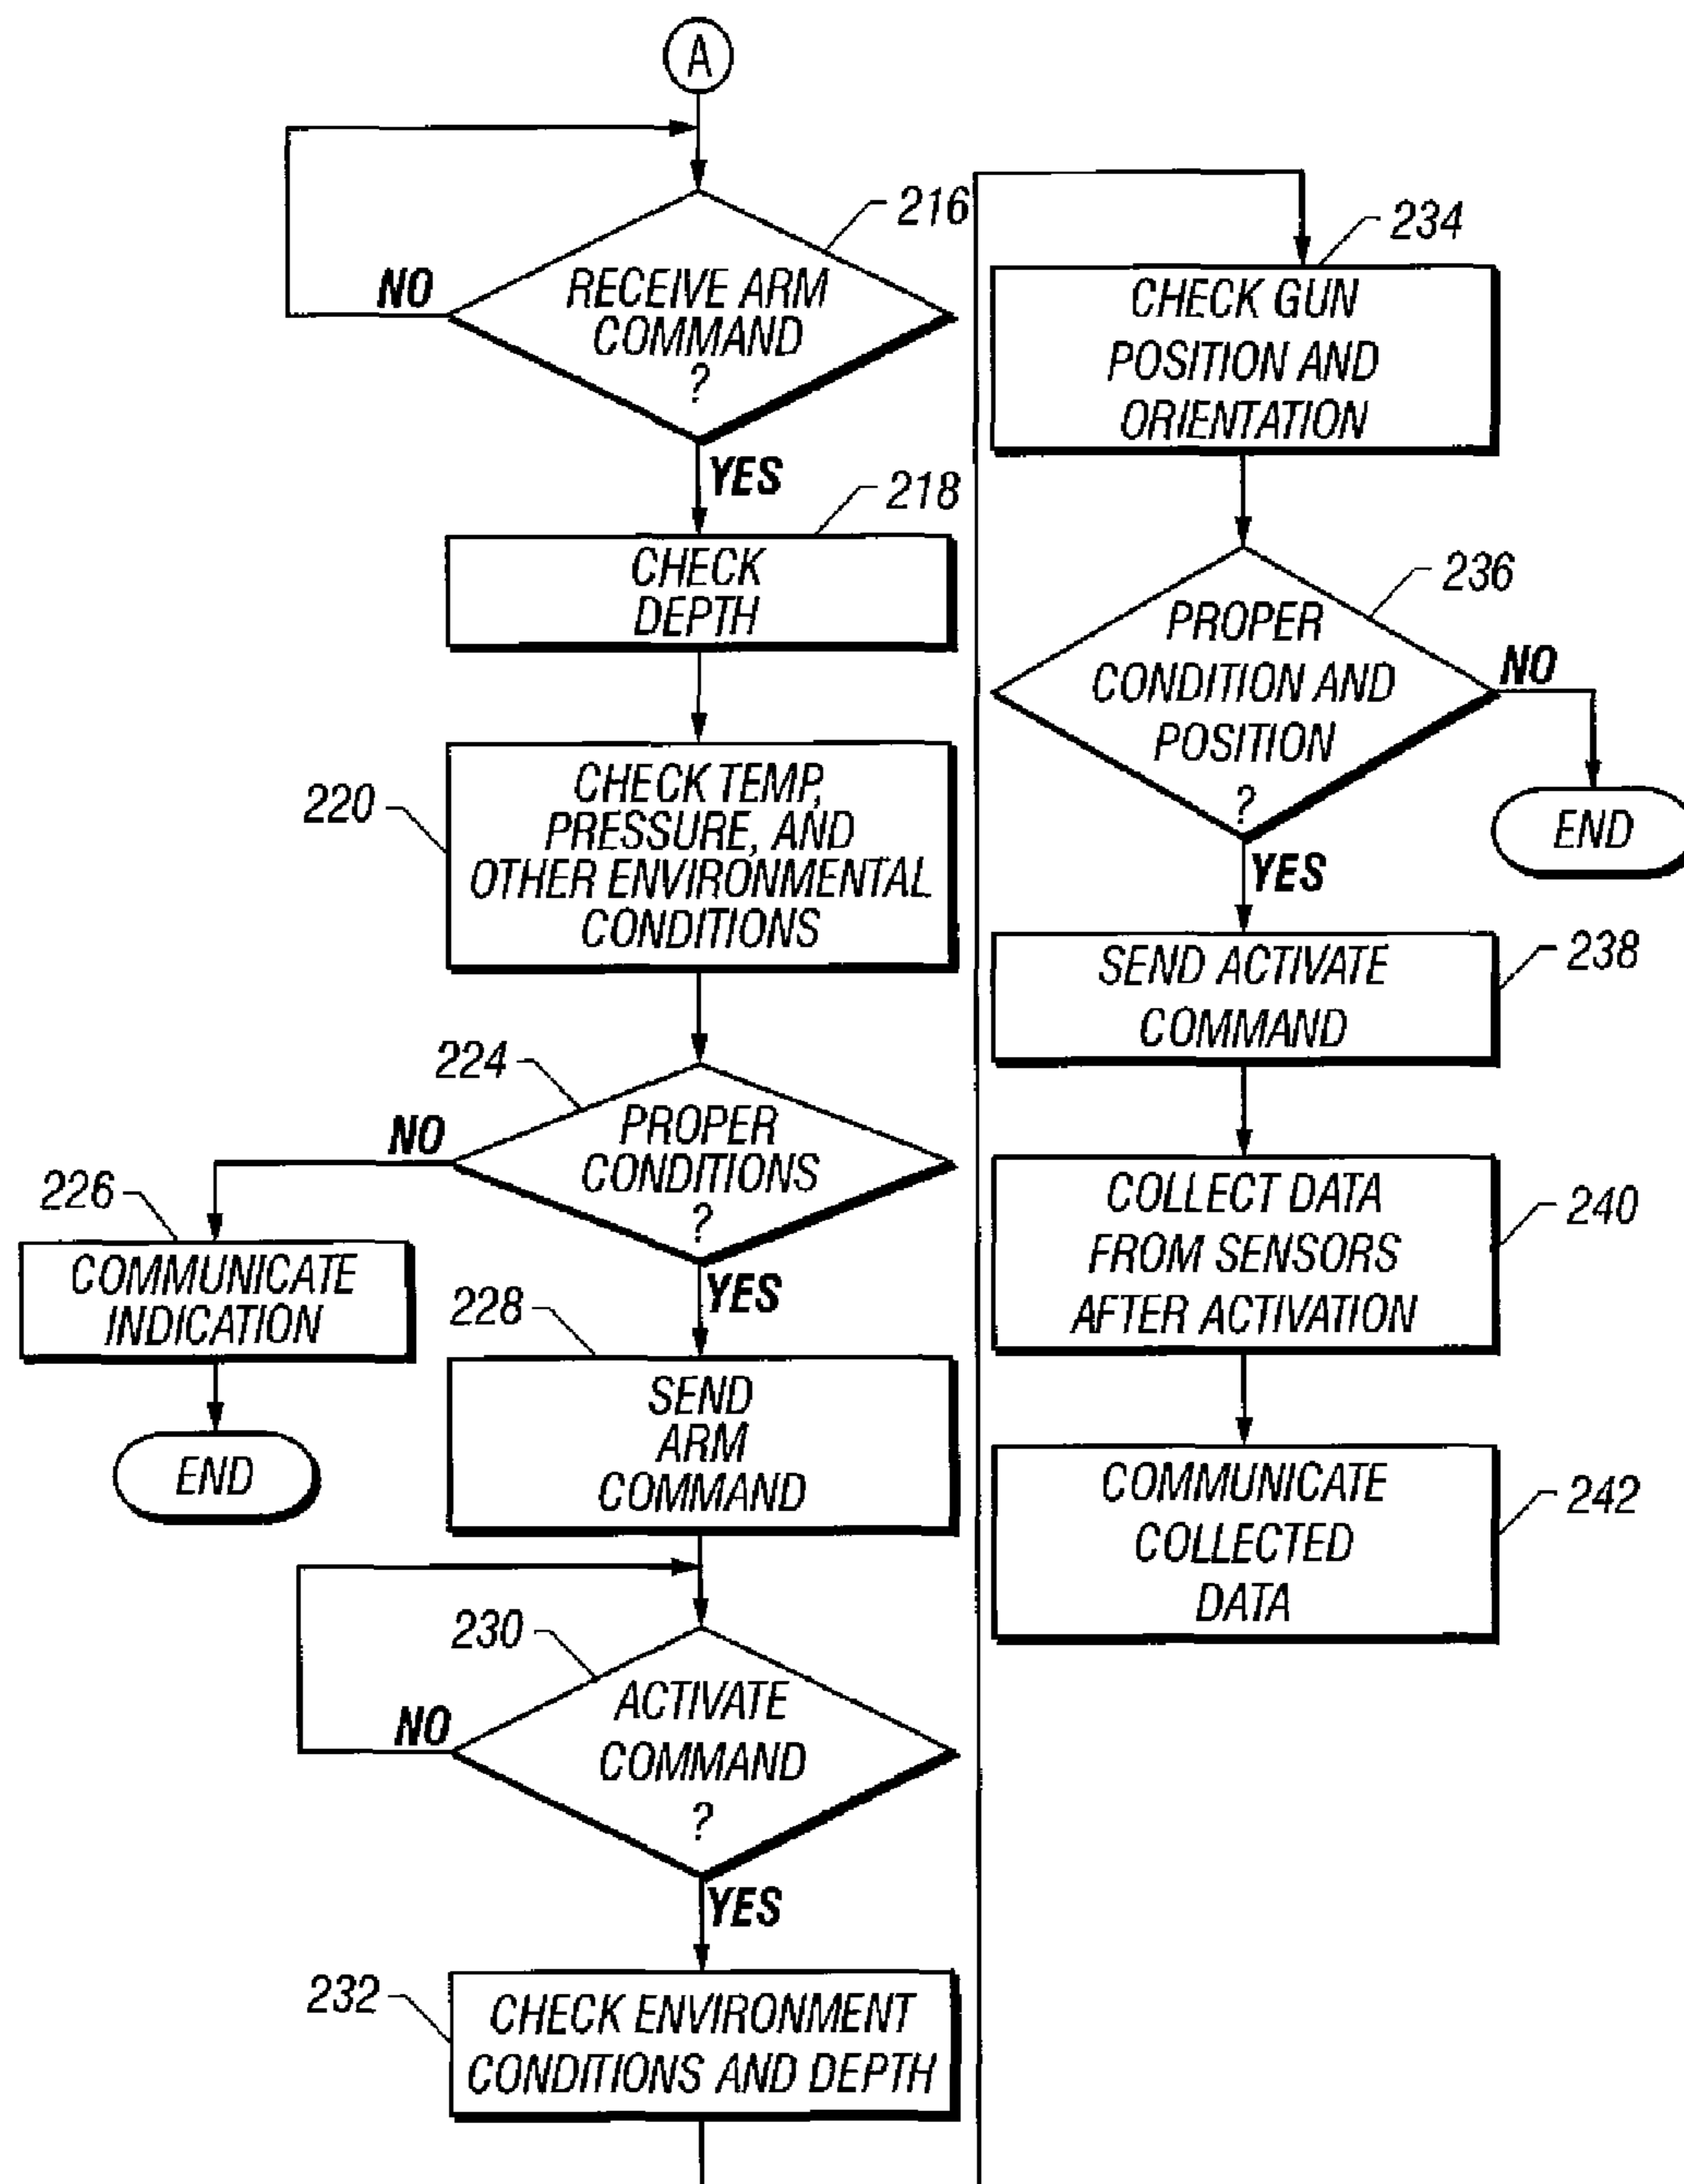 A
216
NO
RECEIVE ARM
COMMAND
?
YES
218
CHECK
DEPTH
220
CHECK TEMP,
PRESSURE, AND
OTHER ENVIRONMENTAL
CONDITIONS
224
NO
PROPER
CONDITIONS
?
226
COMMUNICATE
INDICATION
END
YES
228
SEND
ARM
COMMAND
230
NO
ACTIVATE
COMMAND
?
YES
232
CHECK ENVIRONMENT
CONDITIONS AND DEPTH
234
CHECK GUN
POSITION AND
ORIENTATION
236
PROPER
CONDITION AND
POSITION
?
NO
END
YES
238
SEND ACTIVATE
COMMAND
240
COLLECT DATA
FROM SENSORS
AFTER ACTIVATION
242
COMMUNICATE
COLLECTED
DATA